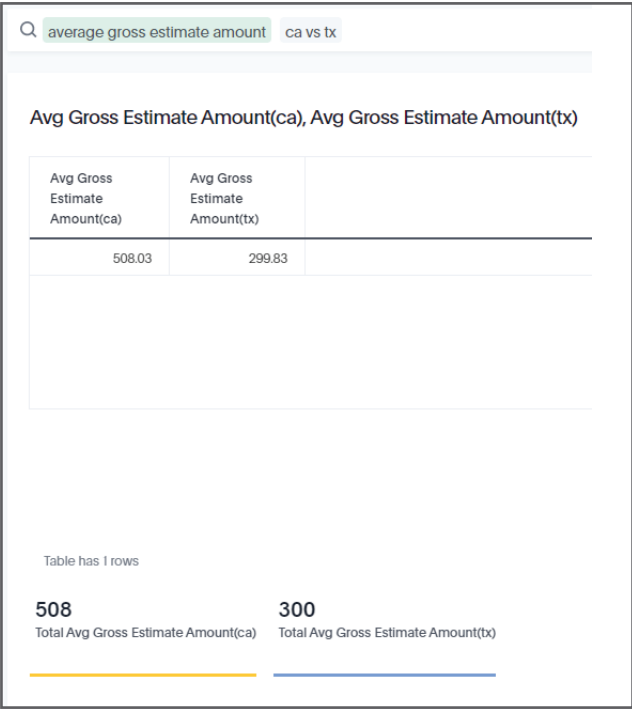 average gross estimate amount ca vs tx
Avg Gross Estimate Amount(ca), Avg Gross Estimate Amount(tx)
Avg Gross Estimate Amount(ca)
Avg Gross Estimate Amount(tx)
508.03 299.83
Table has 1 rows
508 300
Total Avg Gross Estimate Amount(ca) Total Avg Gross Estimate Amount(tx)